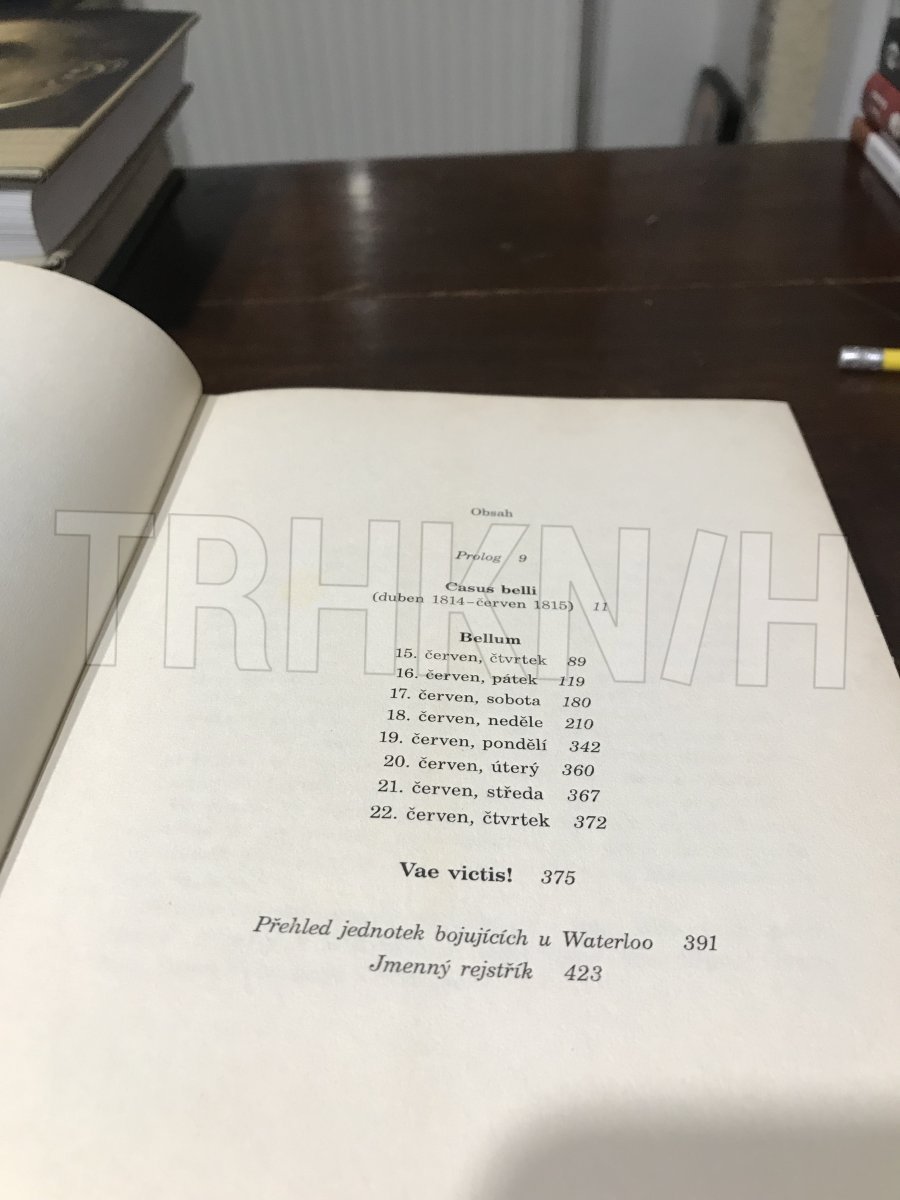 Obsah
Prolog 9
Casus belli
(duben 1814–červen 1815) 11
Bellum
15. červen, čtvrtek 89
16. červen, pátek 119
17. červen, sobota 180
18. červen, neděle 210
19. červen, pondělí 342
20. červen, úterý 360
21. červen, středa 367
22. červen, čtvrtek 372
Vae victis! 375
Přehled jednotek bojujících u Waterloo 391
Jmenný rejstřík 423
TRHKN/H